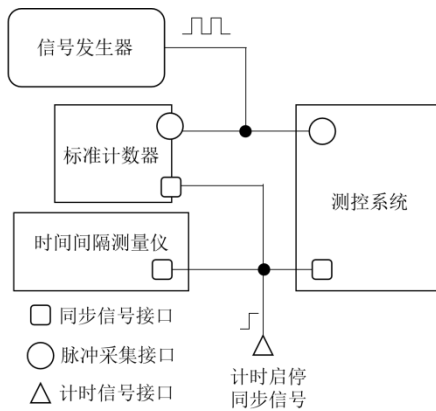 信号发生器
标准计数器
测控系统
时间间隔测量仪
同步信号接口
脉冲采集接口
计时信号接口
计时启停
同步信号